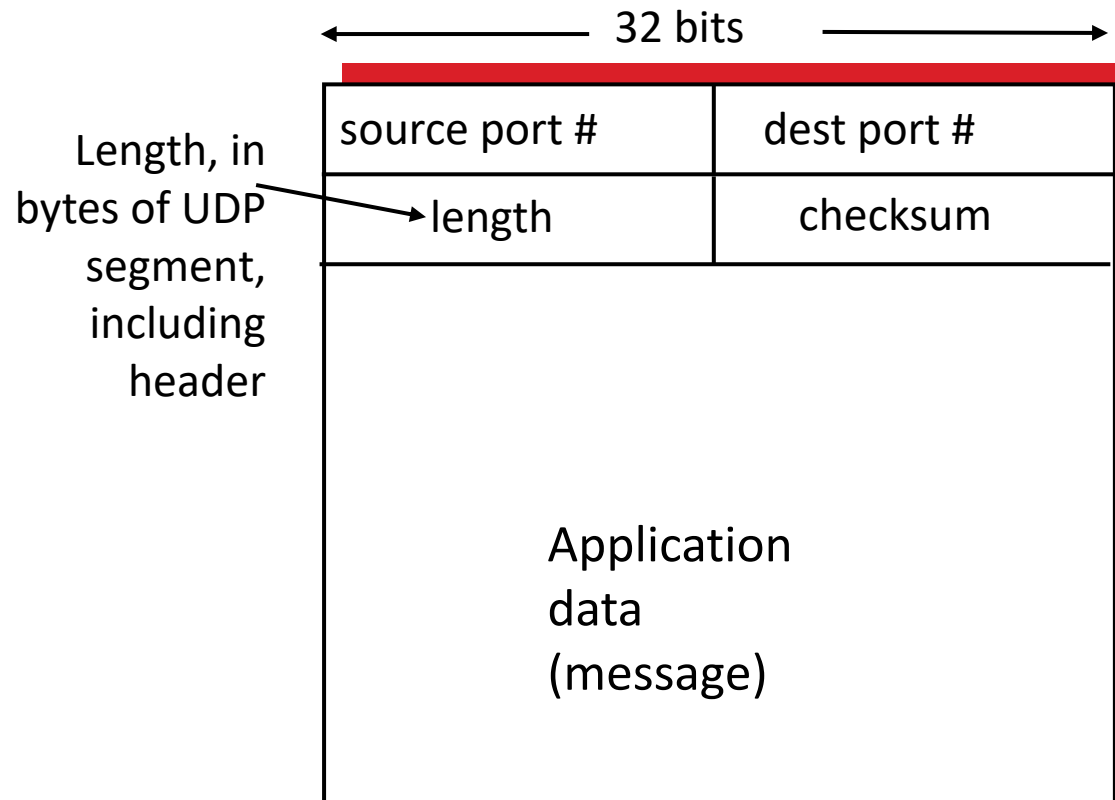 32 bits
source port #
dest port #
Length, in
bytes of UDP
segment,
including
header
length
checksum
Application
data
(message)